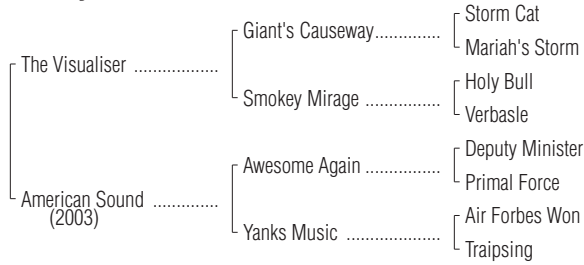 Storm Cat
Giant's Causeway..............
Mariah's Storm
The Visualiser .................
Holy Bull
Smokey Mirage ................
Verbasle
Deputy Minister
Awesome Again ................
Primal Force
American Sound ..............
(2003)
Air Forbes Won
Yanks Music ....................
Traipsing